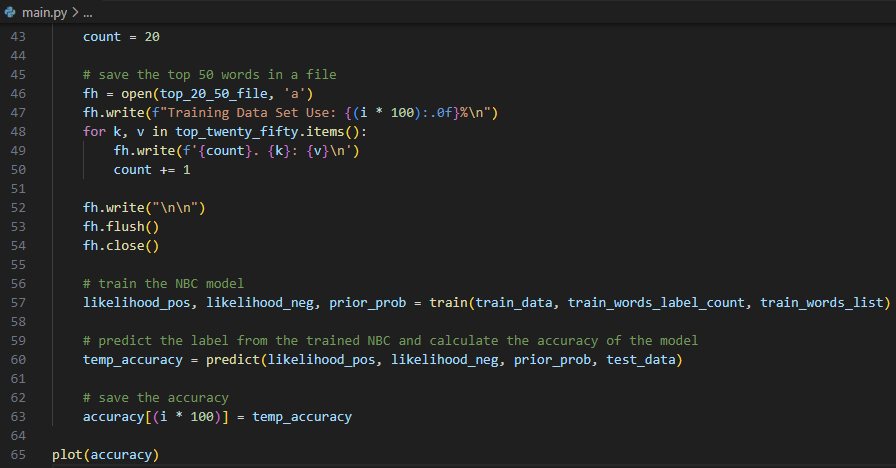 main.py > ...
43 count = 20
44
45 # save the top 50 words in a file
46 fh = open(top_20_50_file, 'a')
47 fh.write(f"Training Data Set Use: {(i * 100):.0f}%\n")
48 for k, v in top_twenty_fifty.items():
49 fh.write(f'{count}. {k}: {v}\n')
50 count += 1
51
52 fh.write("\n\n")
53 fh.flush()
54 fh.close()
55
56 # train the NBC model
57 likelihood_pos, likelihood_neg, prior_prob = train(train_data, train_words_label_count, train_words_list)
58
59 # predict the label from the trained NBC and calculate the accuracy of the model
60 temp_accuracy = predict(likelihood_pos, likelihood_neg, prior_prob, test_data)
61
62 # save the accuracy
63 accuracy[(i * 100)] = temp_accuracy
64
65 plot(accuracy)